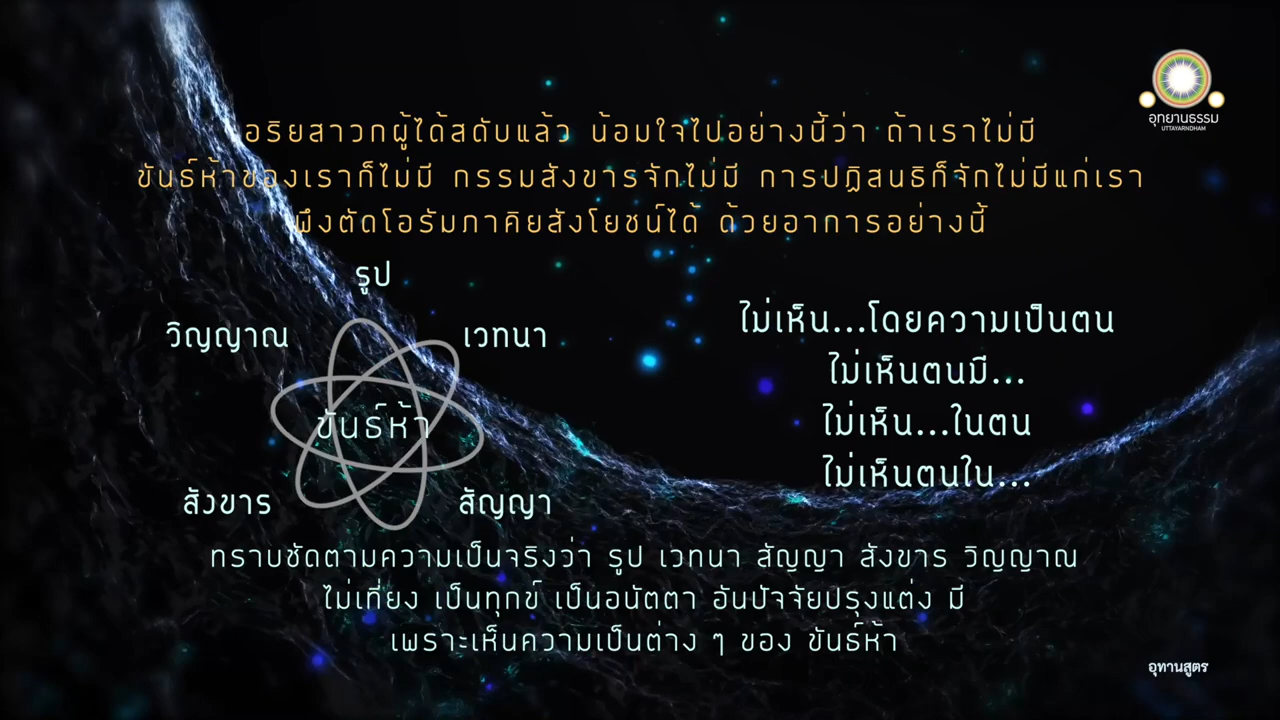 อุทยานธรรม
UTTAYARNDHAM
อริยสาวกผู้ได้สดับแล้ว น้อมใจไปอย่างนี้ว่า ถ้าเราไม่มี
ขันธ์ห้าของเราก็ไม่มี กรรมสังขารจักไม่มี การปฏิสนธิก็จักไม่มีแก่เรา
พึงตัดโอรัมภาคิยสังโยชน์ได้ ด้วยอาการอย่างนี้
รูป
วิญญาณ
เวทนา
ขันธ์ห้า
สังขาร
สัญญา
ไม่เห็น...โดยความเป็นตน
ไม่เห็นตนมี...
ไม่เห็น...ในตน
ไม่เห็นตนใน...
ทราบชัดตามความเป็นจริงว่า รูป เวทนา สัญญา สังขาร วิญญาณ
ไม่เที่ยง เป็นทุกข์ เป็นอนัตตา อันปัจจัยปรุงแต่ง มี
เพราะเห็นความเป็นต่าง ๆ ของ ขันธ์ห้า
อุทานสูตร